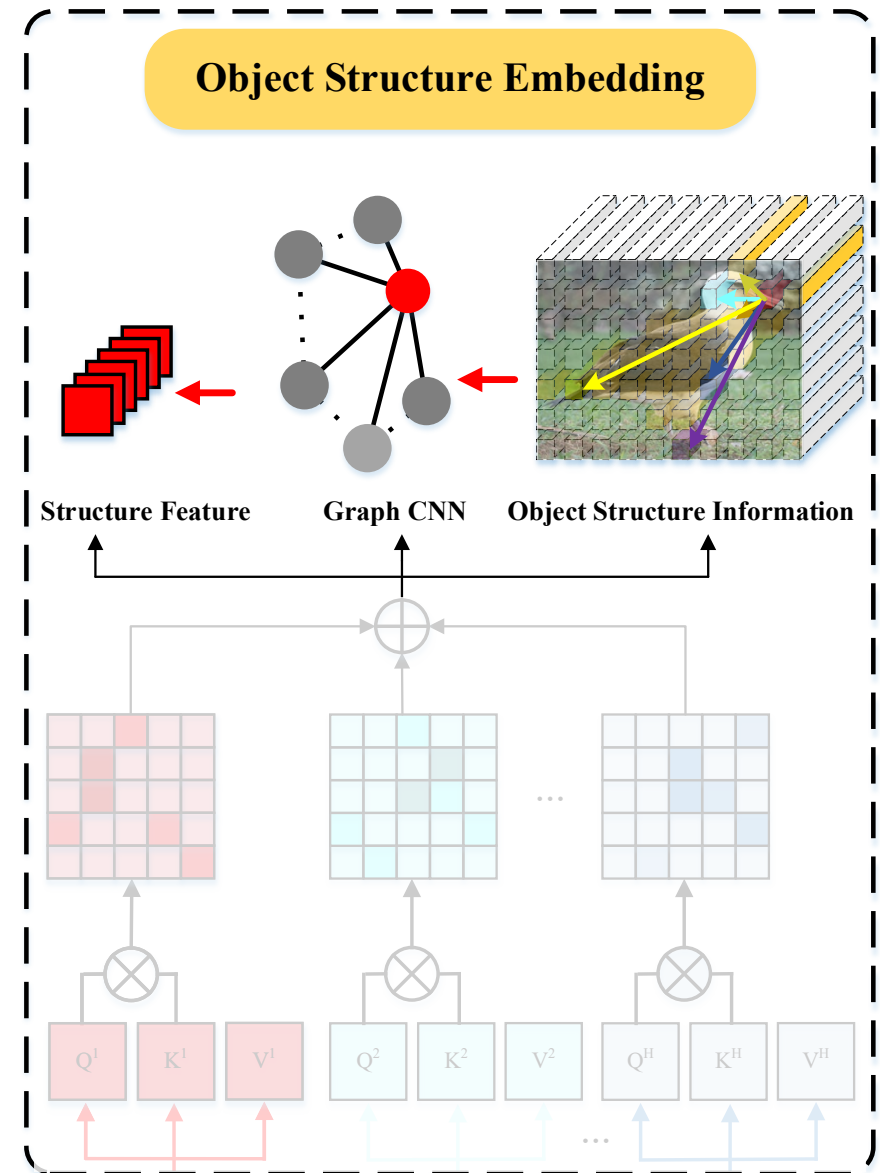 Object Structure Embedding
Structure Feature Graph CNN Object Structure Information
...
Q¹ K¹ V¹ Q² K² V² Qᴴ Kᴴ Vᴴ
...